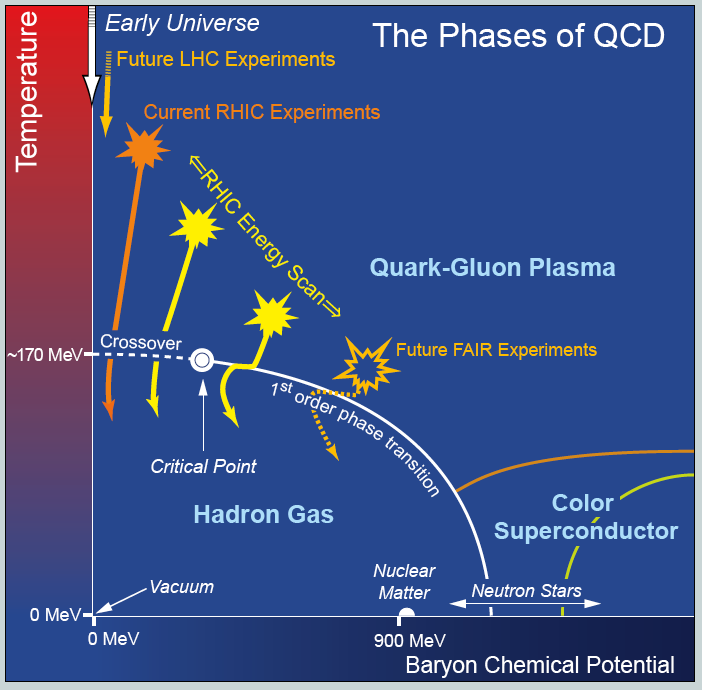 The Phases of QCD
Early Universe
Future LHC Experiments
Current RHIC Experiments
Temperature
⇐RHIC Energy Scan⇒
Quark-Gluon Plasma
Crossover
~170 MeV
Future FAIR Experiments
1st order phase transition
Critical Point
Hadron Gas
Color
Superconductor
Nuclear
Matter
Neutron Stars
Vacuum
0 MeV
0 MeV
900 MeV
Baryon Chemical Potential